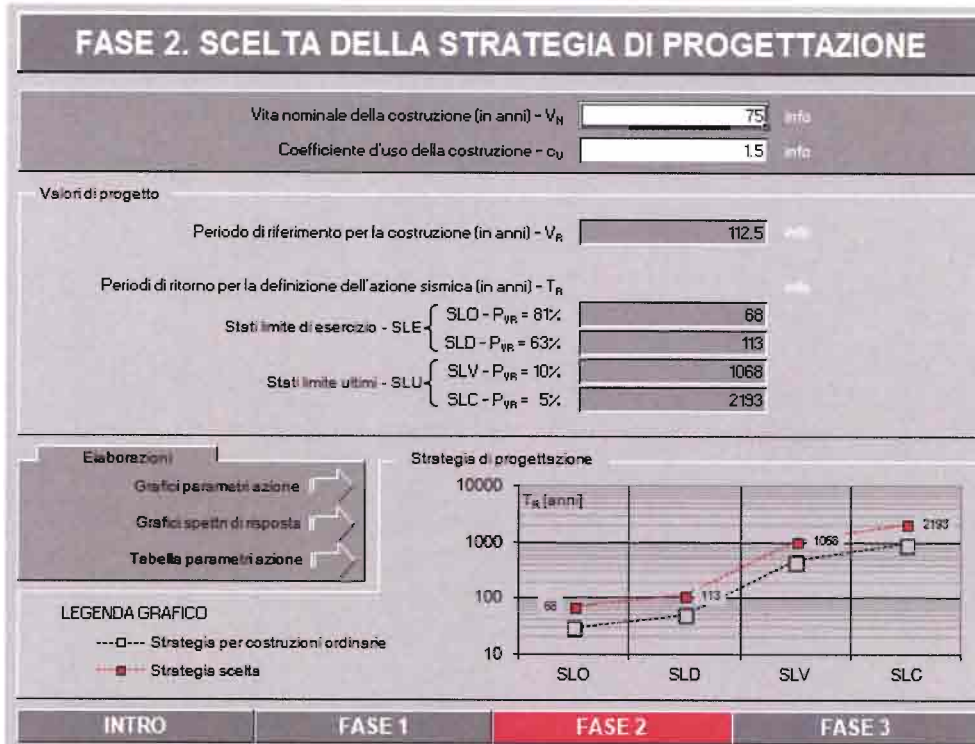 FASE 2. SCELTA DELLA STRATEGIA DI PROGETTAZIONE
Vita nominale della costruzione (in anni) - VN 75 info
Coefficiente d'uso della costruzione - cU 1.5 info
Valori di progetto
Periodo di riferimento per la costruzione (in anni) - VR 112.5 info
Periodi di ritorno per la definizione dell'azione sismica (in anni) - TR info
Stati limite di esercizio - SLE
SLO - PVR = 81% 68
SLD - PVR = 63% 113
Stati limite ultimi - SLU
SLV - PVR = 10% 1068
SLC - PVR = 5% 2193
Elaborazioni
Grafici parametri azione
Grafici spettri di risposta
Tabella parametri azione
LEGENDA GRAFICO
Strategia per costruzioni ordinarie
Strategia scelta
Strategia di progettazione
TR [anni]
10000
1000
100
10
68
113
1068
2193
SLO SLD SLV SLC
INTRO FASE 1 FASE 2 FASE 3